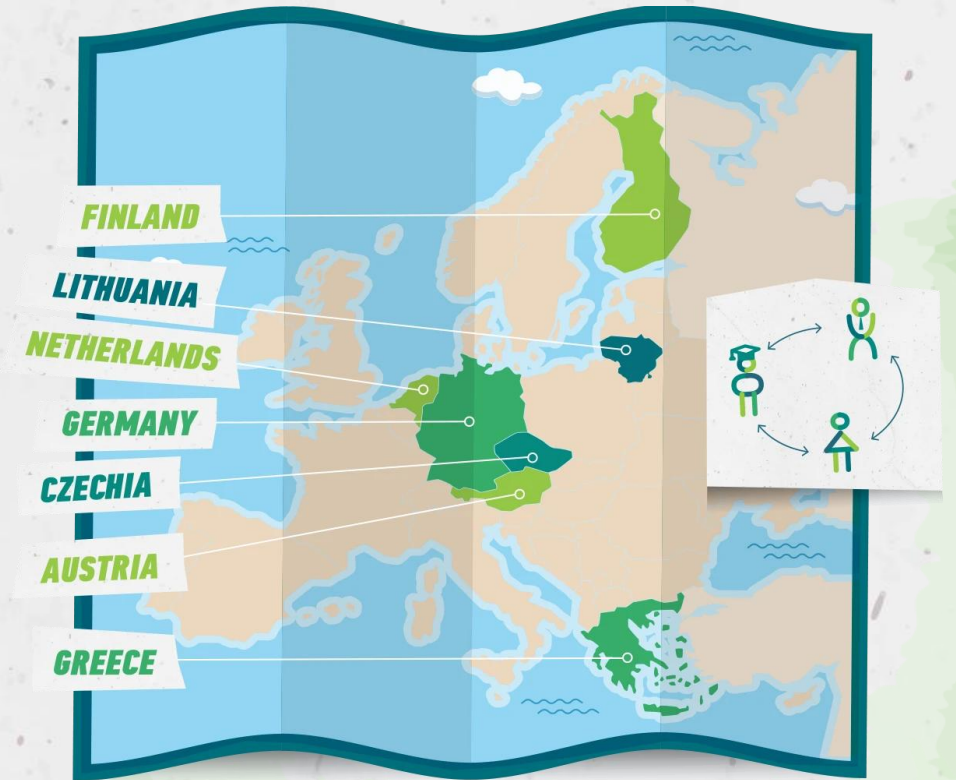 FINLAND
LITHUANIA
NETHERLANDS
GERMANY
CZECHIA
AUSTRIA
GREECE